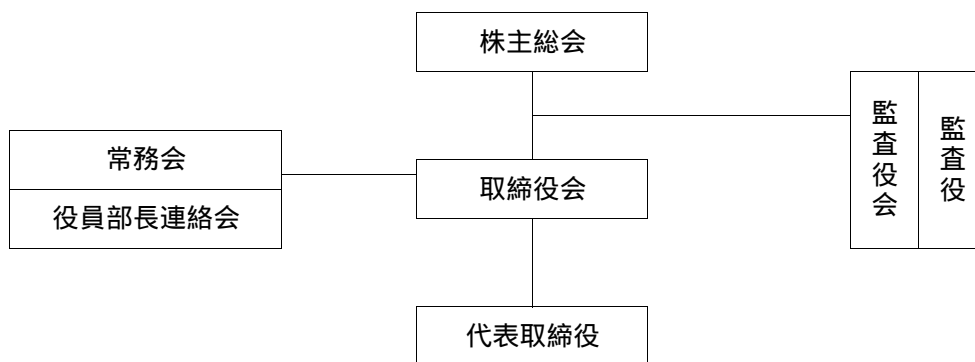 株主総会
監査役会
監査役
常務会
役員部長連絡会
取締役会
代表取締役